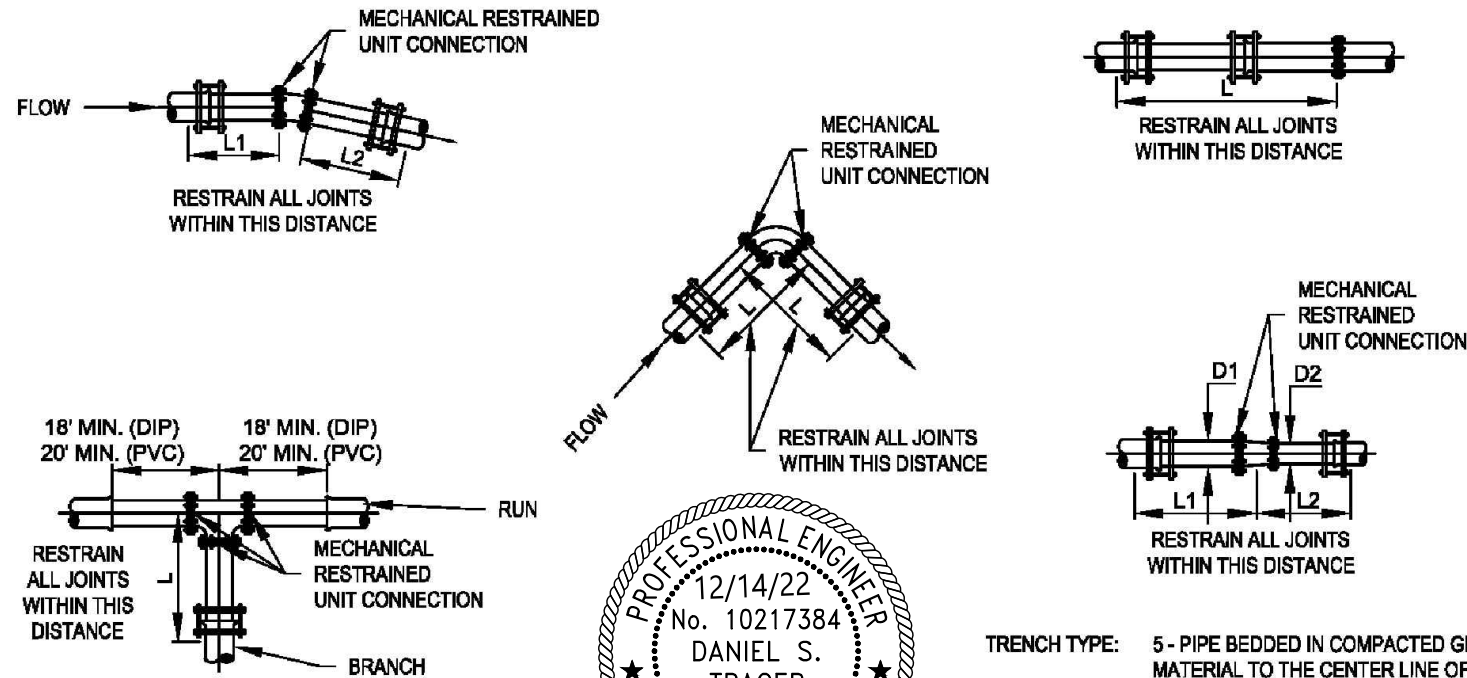 MECHANICAL RESTRAINED
UNIT CONNECTION
FLOW
L1
L2
RESTRAIN ALL JOINTS
WITHIN THIS DISTANCE
MECHANICAL
RESTRAINED
UNIT CONNECTION
L
L
FLOW
RESTRAIN ALL JOINTS
WITHIN THIS DISTANCE
L
RESTRAIN ALL JOINTS
WITHIN THIS DISTANCE
MECHANICAL
RESTRAINED
UNIT CONNECTION
D1
D2
L1
L2
RESTRAIN ALL JOINTS
WITHIN THIS DISTANCE
18' MIN. (DIP)
20' MIN. (PVC)
18' MIN. (DIP)
20' MIN. (PVC)
RUN
RESTRAIN
ALL JOINTS
WITHIN THIS
DISTANCE
L
MECHANICAL
RESTRAINED
UNIT CONNECTION
BRANCH
PROFESSIONAL ENGINEER
12/14/22
No. 10217384
DANIEL S.
TRENCH TYPE: 5 - PIPE BEDDED IN COMPACTED
MATERIAL TO THE CENTER LINE OF